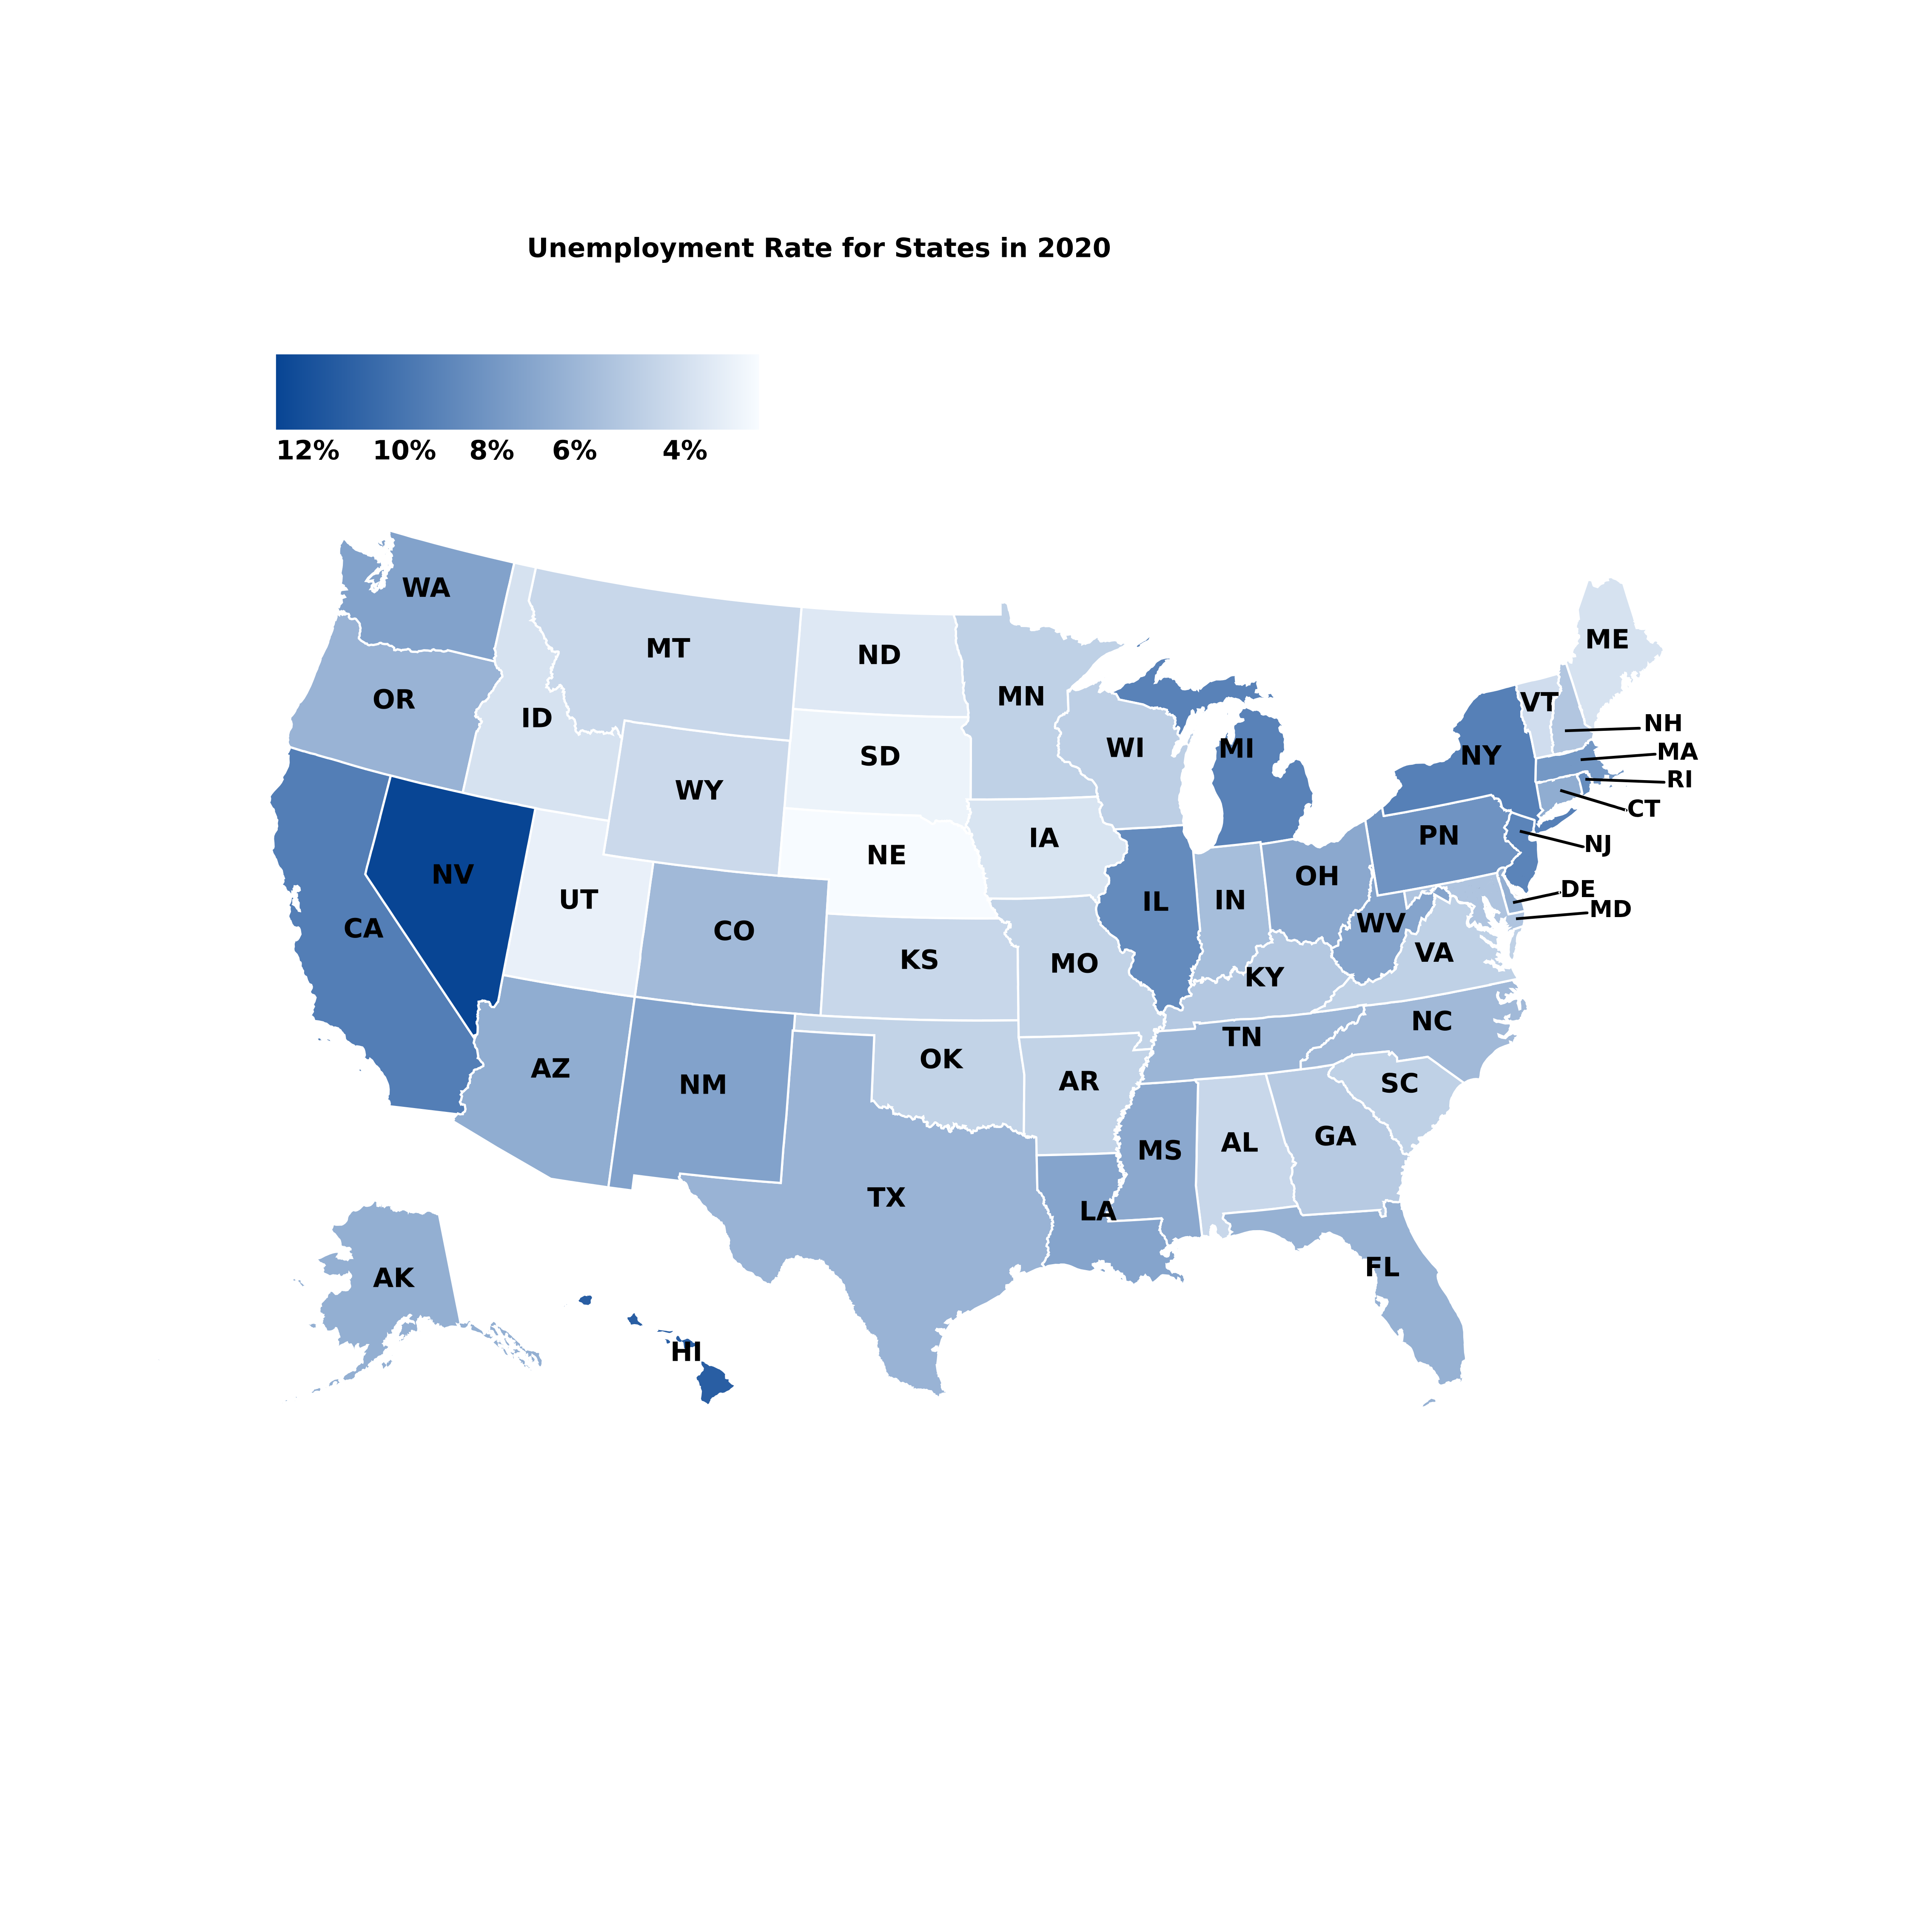 Unemployment Rate for States in 2020
12% 10% 8% 6% 4%
WA
MT
ND
ME
OR
ID
MN
VT
NH
SD
WI
MI
NY
MA
RI
WY
CT
IA
PN
NJ
NE
NV
UT
OH
DE
IL
IN
MD
CO
CA
WV
KS
MO
VA
KY
NC
TN
OK
AZ
AR
SC
NM
GA
AL
MS
TX
LA
FL
AK
HI